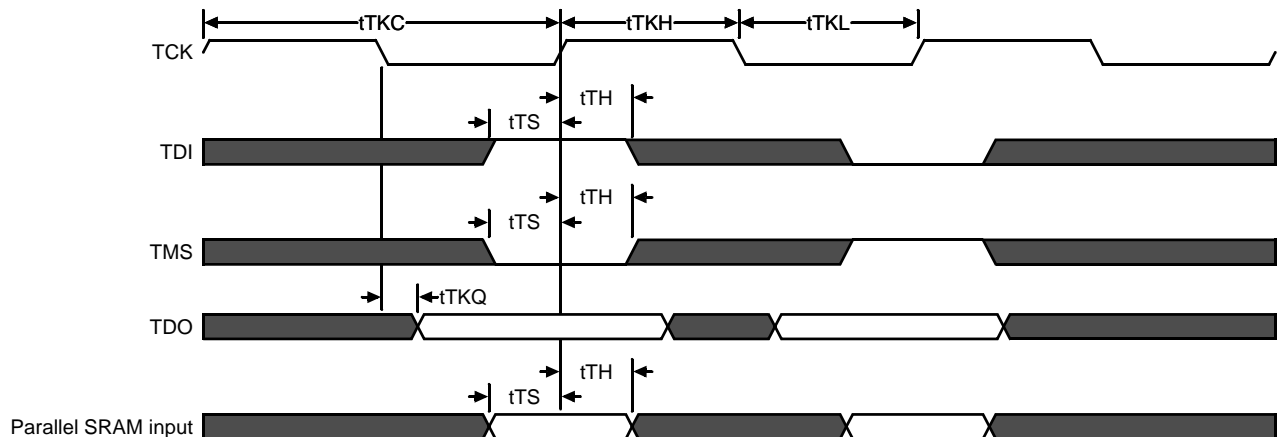 tTKC
tTKH
tTKL
TCK
tTH
tTS
TDI
tTH
tTS
TMS
tTKQ
TDO
tTH
tTS
Parallel SRAM input